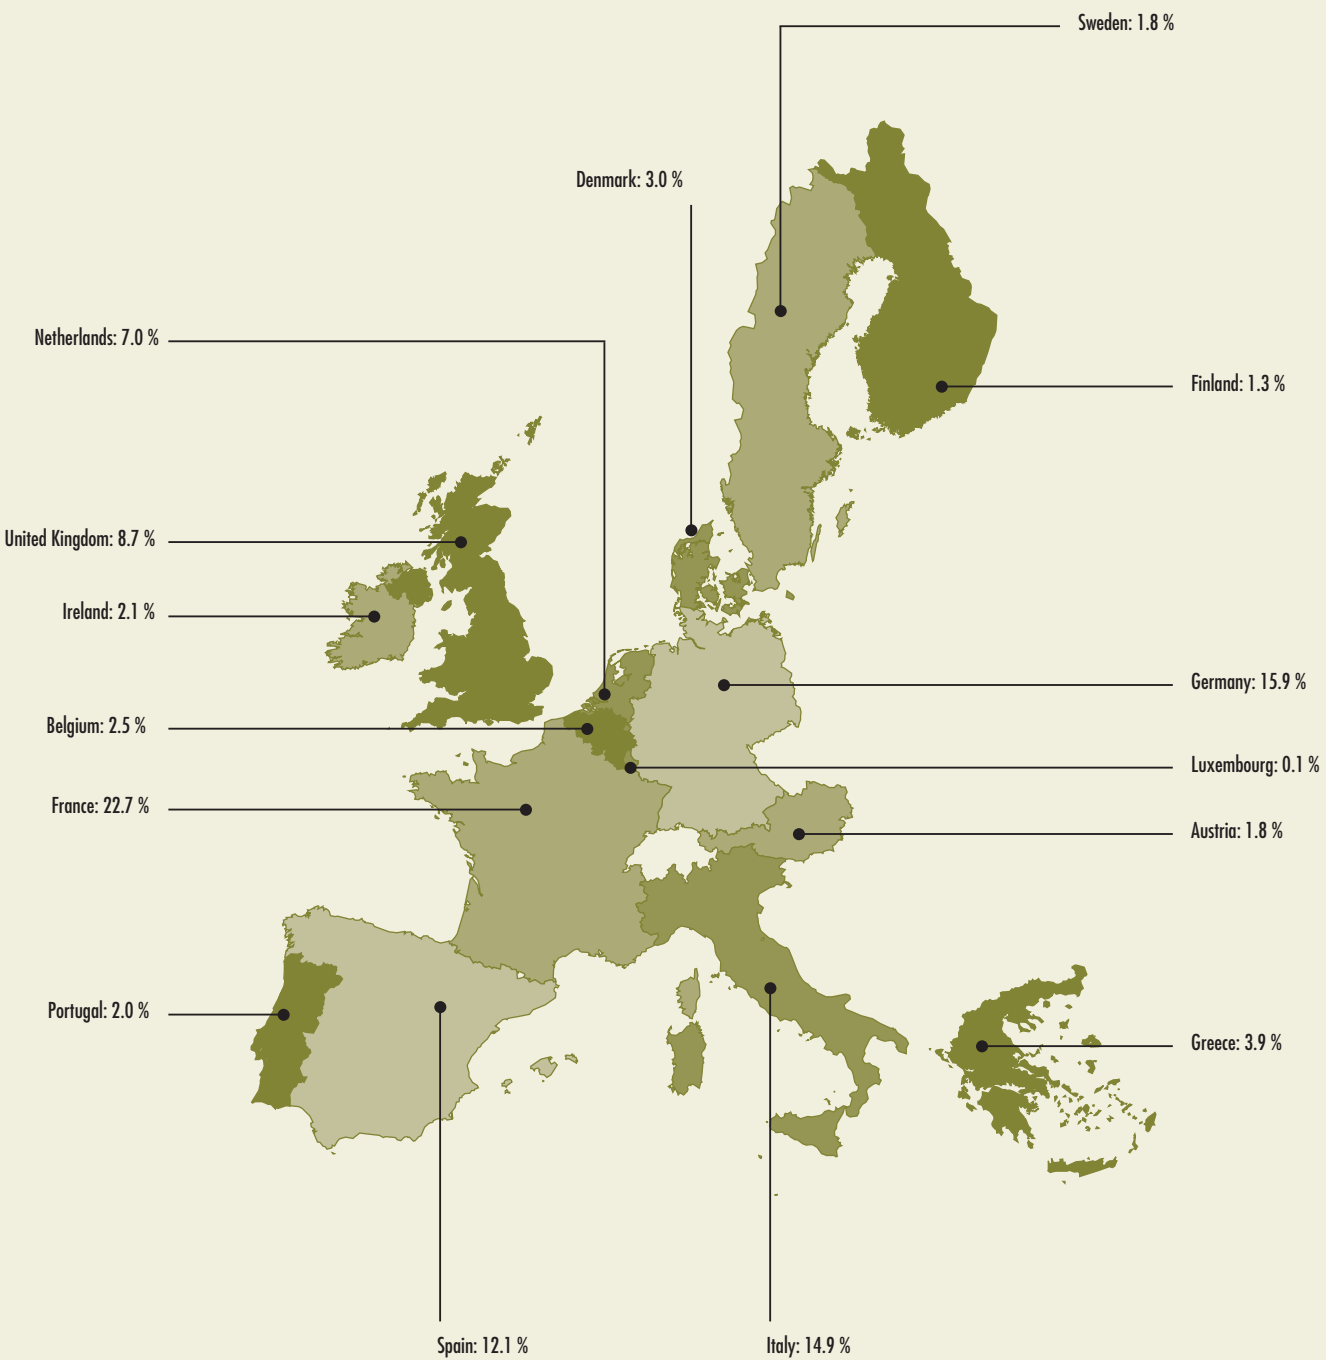 Sweden: 1.8 %
Denmark: 3.0 %
Netherlands: 7.0 %
Finland: 1.3 %
United Kingdom: 8.7 %
Ireland: 2.1 %
Germany: 15.9 %
Belgium: 2.5 %
Luxembourg: 0.1 %
France: 22.7 %
Austria: 1.8 %
Portugal: 2.0 %
Greece: 3.9 %
Spain: 12.1 %
Italy: 14.9 %